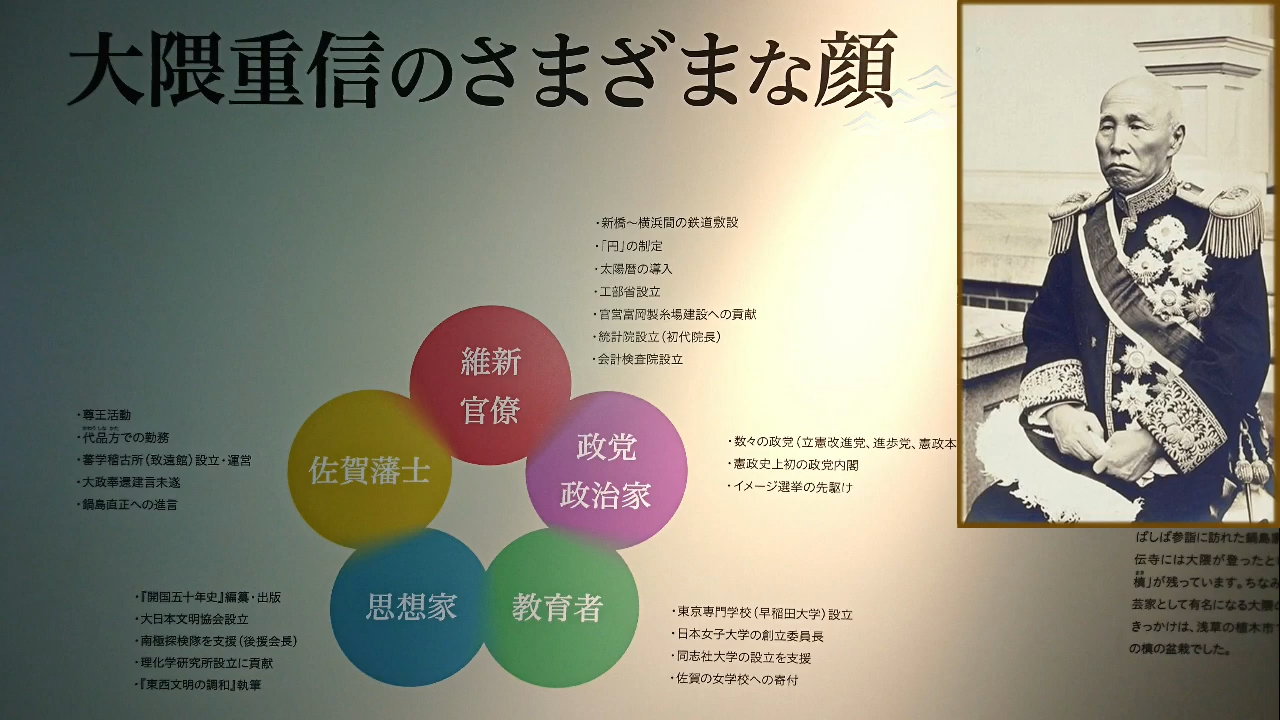 大隈重信のさまざまな顔
・新橋～横浜間の鉄道敷設
・「円」の制定
・太陽暦の導入
・工部省設立
・官営富岡製糸場建設への貢献
・統計院設立（初代院長）
・会計検査院設立
維新
官僚
・尊王活動
・代品方での勤務
・蕃学稽古所（致遠館）設立・運営
・大政奉還建言未遂
・鍋島直正への進言
佐賀藩士
政党
政治家
・数々の政党（立憲改進党、進歩党、憲政本
・憲政史上初の政党内閣
・イメージ選挙の先駆け
・『開国五十年史』編纂・出版
・大日本文明協会設立
・南極探検隊を支援（後援会長）
・理化学研究所設立に貢献
・『東西文明の調和』執筆
思想家
教育者
・東京専門学校（早稲田大学）設立
・日本女子大学の創立委員長
・同志社大学の設立を支援
・佐賀の女学校への寄付
ばしば参詣に訪れた鍋島
伝寺には大隈が登ったと
槙」が残っています。ちなみ
芸家として有名になる大隈
きっかけは、浅草の植木市
の槙の盆栽でした。